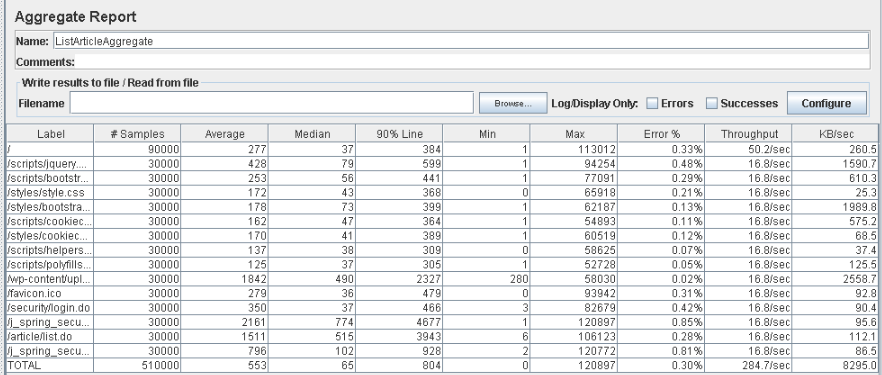 Aggregate Report
Name: ListArticleAggregate
Comments:
Write results to file / Read from file
Filename Browse... Log/Display Only: Errors Successes Configure
Label # Samples Average Median 90% Line Min Max Error % Throughput KB/sec
/ 90000 277 37 384 1 113012 0.33% 50.2/sec 260.5
/scripts/jquery.... 30000 428 79 599 1 94254 0.48% 16.8/sec 1590.7
/scripts/bootstr... 30000 253 56 441 1 77091 0.29% 16.8/sec 610.3
/styles/style.css 30000 172 43 368 0 65918 0.21% 16.8/sec 25.3
/styles/bootstra... 30000 178 73 399 1 62187 0.13% 16.8/sec 1989.8
/scripts/cookiec... 30000 162 47 364 1 54893 0.11% 16.8/sec 575.2
/styles/cookiec... 30000 170 41 389 1 60519 0.12% 16.8/sec 68.5
/scripts/helpers... 30000 137 38 309 0 58625 0.07% 16.8/sec 37.4
/scripts/polyfills... 30000 125 37 305 1 52728 0.05% 16.8/sec 125.5
/wp-content/upl... 30000 1842 490 2327 280 58030 0.02% 16.8/sec 2558.7
/favicon.ico 30000 279 36 479 0 93942 0.31% 16.8/sec 92.8
/security/login.do 30000 350 37 466 3 82679 0.42% 16.8/sec 90.4
/j_spring_secu... 30000 2161 774 4677 1 120897 0.85% 16.8/sec 95.6
/article/list.do 30000 1511 515 3943 6 106123 0.28% 16.8/sec 112.1
/j_spring_secu... 30000 796 102 928 2 120772 0.81% 16.8/sec 86.5
TOTAL 510000 553 65 804 0 120897 0.30% 284.7/sec 8295.0